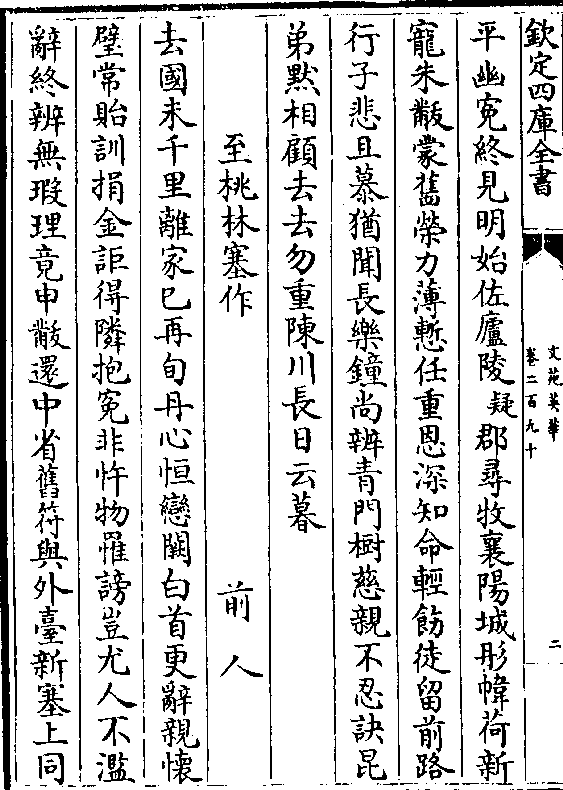 欽定四庫全書
文苑英華
卷二百九十
二
平幽寃終見明始佐廬陵疑郡尋牧襄陽城彤幃荷新
寵朱黻蒙舊榮力薄慙任重恩深知命輕飭徒留前路
行子悲且慕猶聞長樂鐘尚辨青門樹慈親不忍訣昆
弟黙相顧去去勿重陳川長日云暮
至桃林塞作
前人
去國未千里離家已再旬丹心恒戀闕白首更辭親懷
璧常貽訓捐金詎得隣抱寃非忤物罹謗豈尤人不濫
辭終辨無瑕理竟申黻還中省舊符與外臺新塞上同